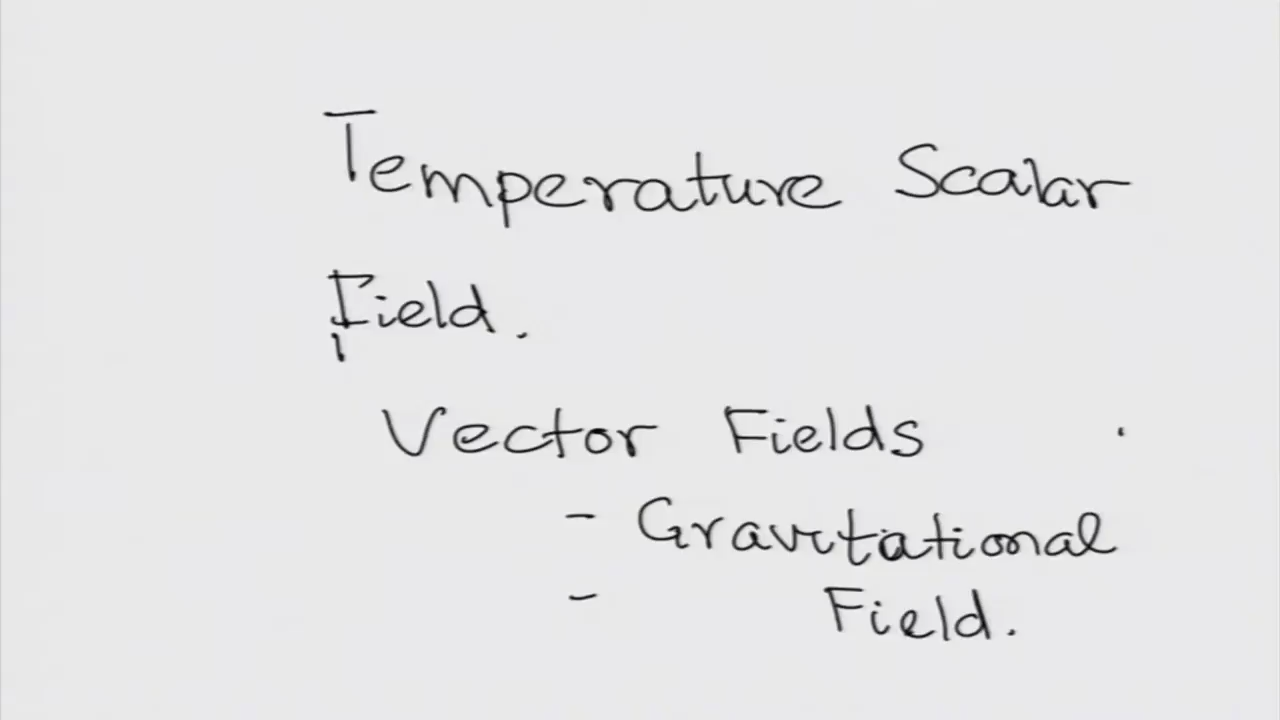 Temperature Scalar
Field.
Vector Fields
- Gravitational
- Field.